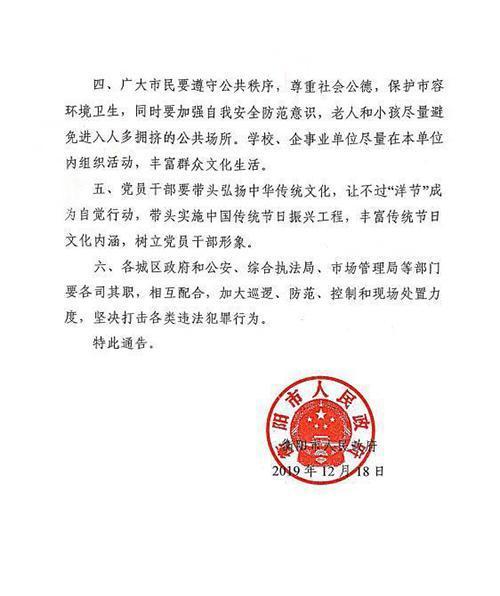 四、广大市民要遵守公共秩序，尊重社会公德，保护市容
环境卫生，同时要加强自我安全防范意识，老人和小孩尽量避
免进入人多拥挤的公共场所。学校、企事业单位尽量在本单位
内组织活动，丰富群众文化生活。
五、党员干部要带头弘扬中华传统文化，让不过“洋节”成
为自觉行动，带头实施中国传统节日振兴工程，丰富传统节日
文化内涵，树立党员干部形象。
六、各城区政府和公安、综合执法局、市场管理局等部门
要各司其职，相互配合，加大巡逻、防范、控制和现场处置力
度，坚决打击各类违法犯罪行为。
特此通告。
衡阳市人民政府
衡阳市人民政府
2019年12月18日